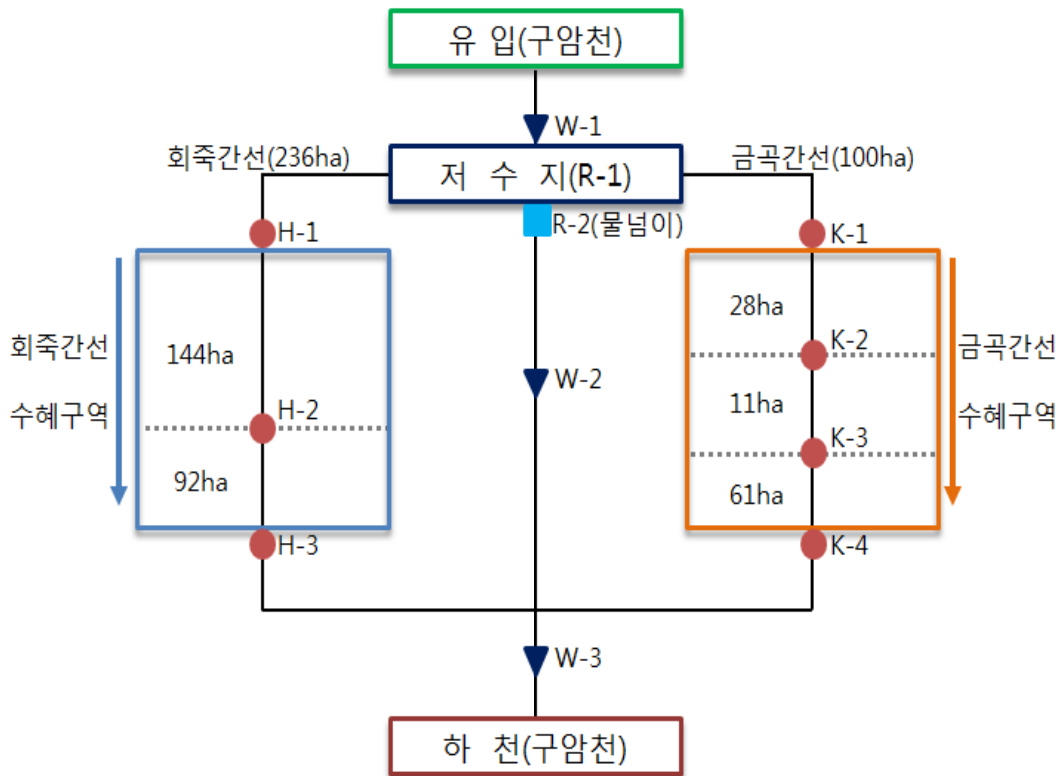 유 입(구암천)
W-1
회죽간선(236ha)
저 수 지(R-1)
금곡간선(100ha)
R-2(물넘이)
H-1
K-1
회죽간선
수혜구역
144ha
H-2
92ha
H-3
W-2
28ha
K-2
11ha
K-3
61ha
K-4
금곡간선
수혜구역
W-3
하 천(구암천)